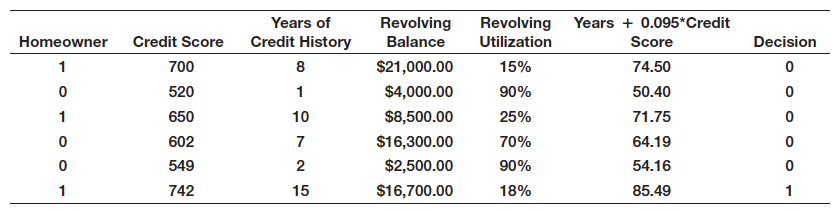 Years of Revolving Revolving Years + 0.095*Credit
Homeowner Credit Score Credit History Balance Utilization Score Decision
1 700 8 $21,000.00 15% 74.50 0
0 520 1 $4,000.00 90% 50.40 0
1 650 10 $8,500.00 25% 71.75 0
0 602 7 $16,300.00 70% 64.19 0
0 549 2 $2,500.00 90% 54.16 0
1 742 15 $16,700.00 18% 85.49 1